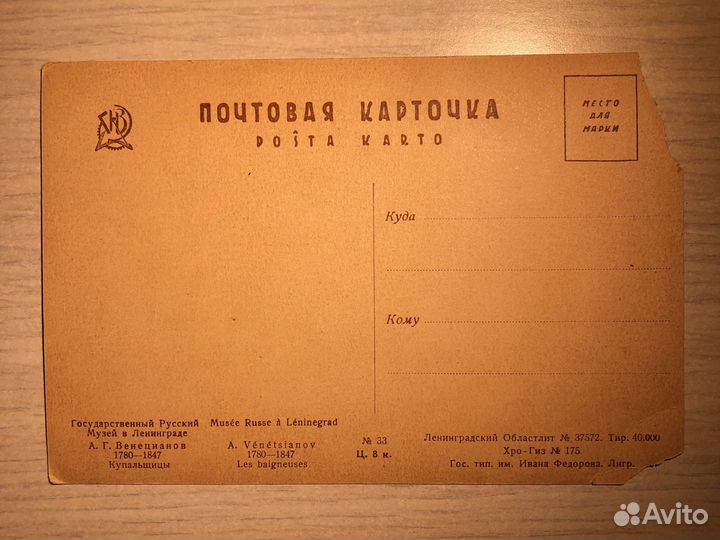 ПОЧТОВАЯ КАРТОЧКА
POŜTA KARTO
МЕСТО
ДЛЯ
МАРКИ
Куда
Кому
Государственный Русский
Музей в Ленинграде
А. Г. Венецианов
1780—1847
Купальщицы
Musée Russe à Léninegrad
A. Vénétsianov
1780—1847
Les baigneuses
№ 33
Ц. 8 к.
Ленинградский Областлит № 37572. Тир. 40.000
Хро-Гиз № 175
Гос. тип. им. Ивана Федорова. Лнгр.
Avito